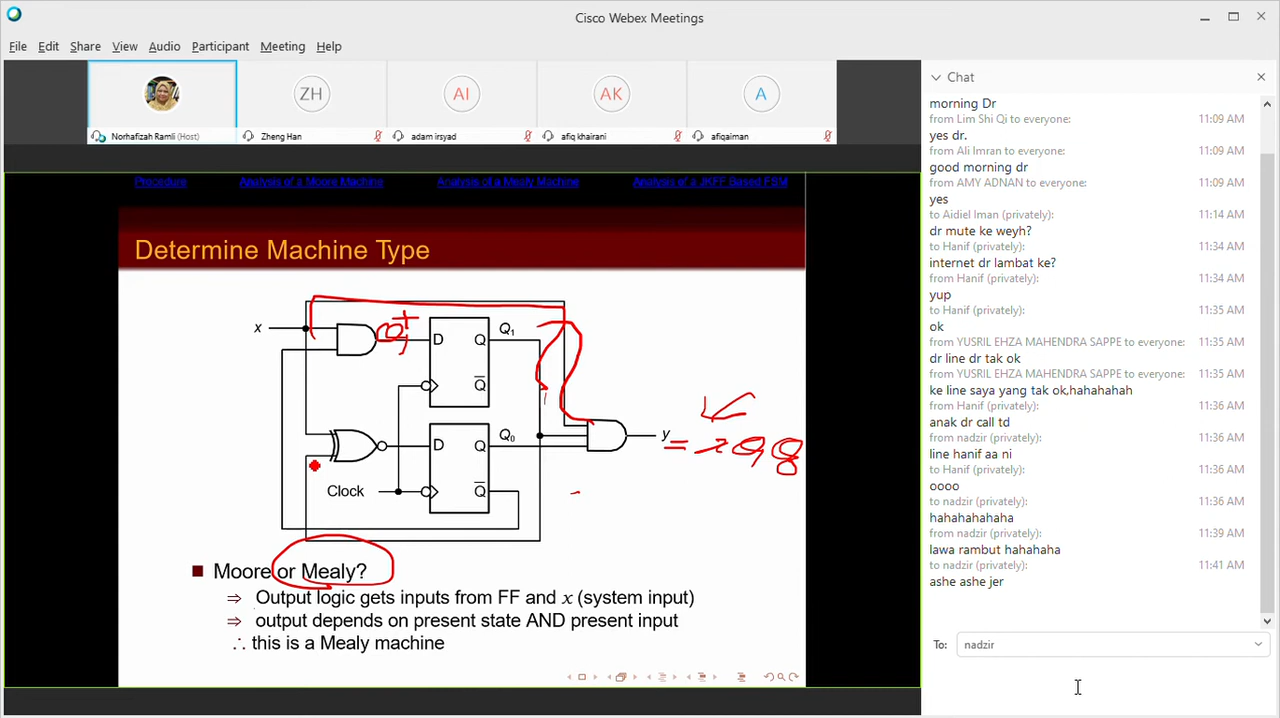 Cisco Webex Meetings
File Edit Share View Audio Participant Meeting Help
ZH AI AK A
Norhafizah Ramli (Host) Zheng Han adam irsyad afiq khairani afiqaiman
Procedure Analysis of a Moore Machine Analysis of a Mealy Machine Analysis of a JKFF Based FSM
Determine Machine Type
x
D Q Q1
Q
D Q Q0
Q
Clock
y
Moore or Mealy?
⇒ Output logic gets inputs from FF and x (system input)
⇒ output depends on present state AND present input
∴ this is a Mealy machine
Chat
morning Dr
from Lim Shi Qi to everyone: 11:09 AM
yes dr.
from Ali Imran to everyone: 11:09 AM
good morning dr
from AMY ADNAN to everyone: 11:09 AM
yes
to Aidiel Iman (privately): 11:14 AM
dr mute ke weyh?
to Hanif (privately): 11:34 AM
internet dr lambat ke?
from Hanif (privately): 11:34 AM
yup
to Hanif (privately): 11:35 AM
ok
from YUSRIL EHZA MAHENDRA SAPPE to everyone: 11:35 AM
dr line dr tak ok
from YUSRIL EHZA MAHENDRA SAPPE to everyone: 11:35 AM
ke line saya yang tak ok,hahahahah
from Hanif (privately): 11:36 AM
anak dr call td
from nadzir (privately): 11:36 AM
line hanif aa ni
to Hanif (privately): 11:36 AM
oooo
to nadzir (privately): 11:36 AM
hahahahahaha
from nadzir (privately): 11:39 AM
lawa rambut hahahaha
to nadzir (privately): 11:41 AM
ashe ashe jer
To: nadzir